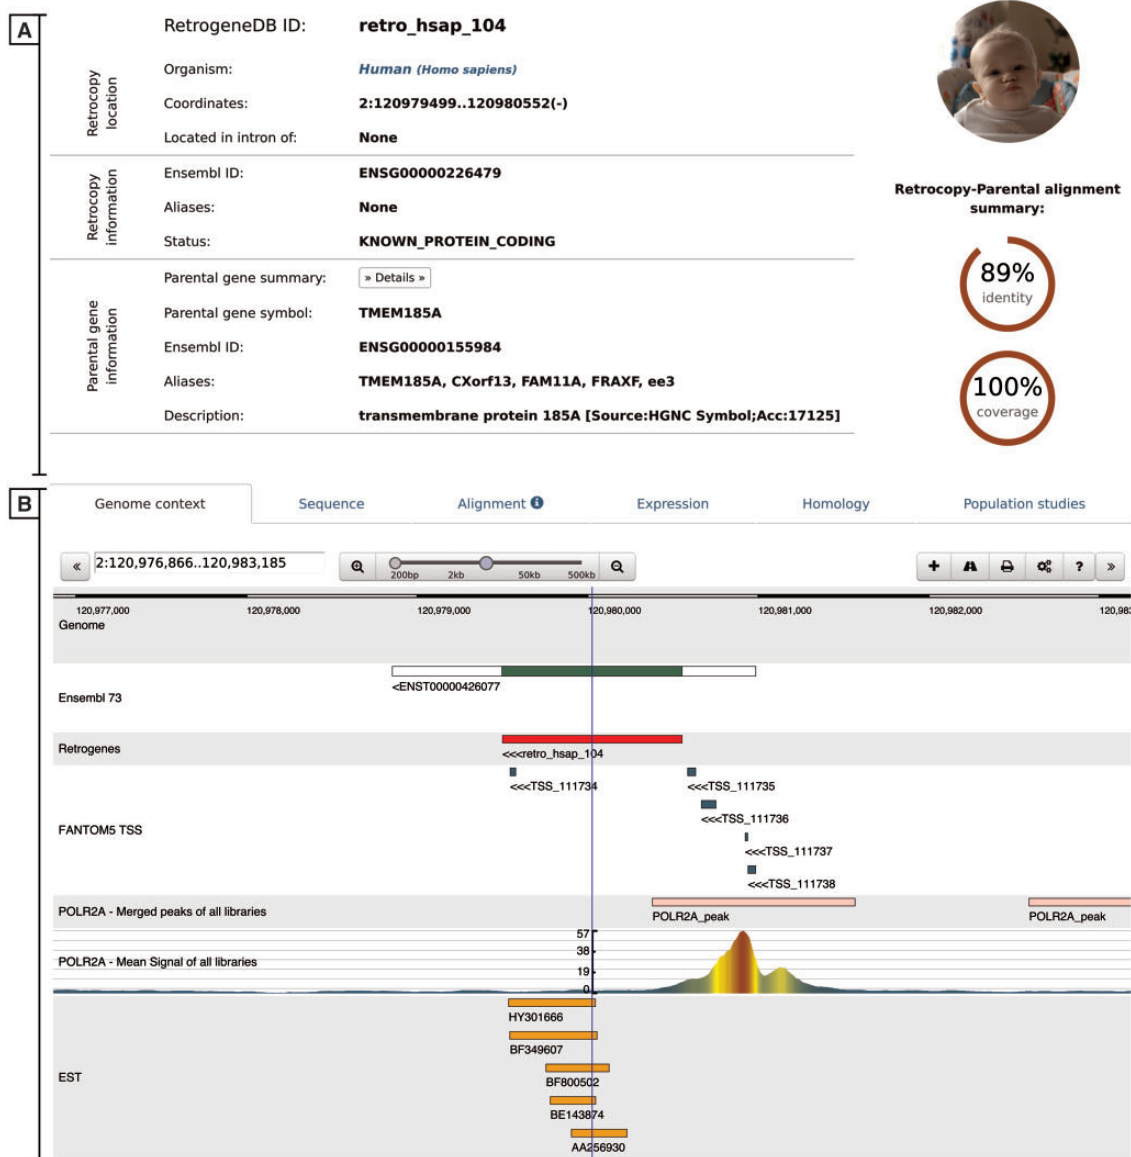 A
RetrogeneDB ID: retro_hsap_104
Retrocopy location
Organism: Human (Homo sapiens)
Coordinates: 2:120979499..120980552(-)
Located in intron of: None
Retrocopy information
Ensembl ID: ENSG00000226479
Aliases: None
Status: KNOWN_PROTEIN_CODING
Parental gene information
Parental gene summary: » Details »
Parental gene symbol: TMEM185A
Ensembl ID: ENSG00000155984
Aliases: TMEM185A, CXorf13, FAM11A, FRAXF, ee3
Description: transmembrane protein 185A [Source:HGNC Symbol;Acc:17125]
Retrocopy-Parental alignment
summary:
89%
identity
100%
coverage
B
Genome context Sequence Alignment i Expression Homology Population studies
« 2:120,976,866..120,983,185 200bp 2kb 50kb 500kb + ? »
120,977,000 120,978,000 120,979,000 120,980,000 120,981,000 120,982,000 120,983
Genome
Ensembl 73
<ENST00000426077
Retrogenes
<<<retro_hsap_104
FANTOM5 TSS
<<<TSS_111734 <<<TSS_111735
<<<TSS_111736
<<<TSS_111737
<<<TSS_111738
POLR2A - Merged peaks of all libraries
POLR2A_peak POLR2A_peak
POLR2A - Mean Signal of all libraries
57
38
19
0
EST
HY301666
BF349607
BF800502
BE143874
AA256930